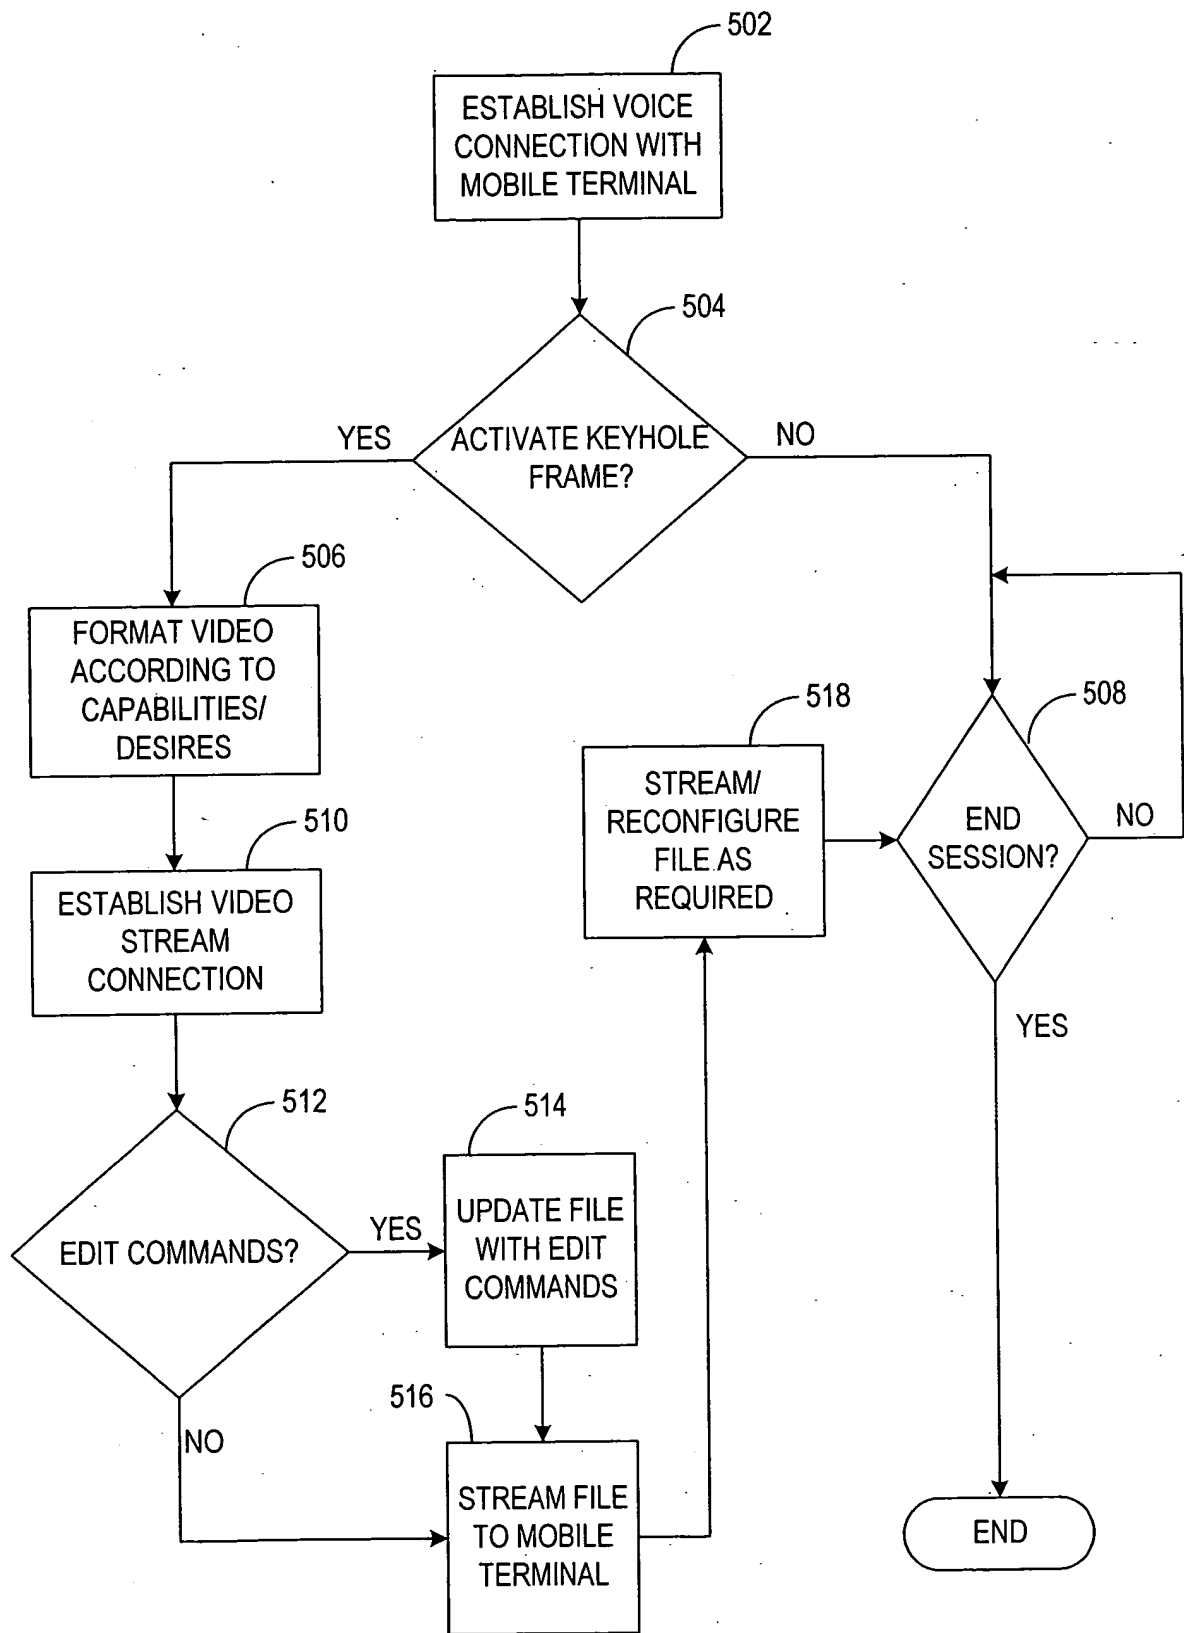 502
ESTABLISH VOICE
CONNECTION WITH
MOBILE TERMINAL
504
ACTIVATE KEYHOLE
FRAME?
YES
NO
506
FORMAT VIDEO
ACCORDING TO
CAPABILITIES/
DESIRES
510
ESTABLISH VIDEO
STREAM
CONNECTION
512
EDIT COMMANDS?
YES
NO
514
UPDATE FILE
WITH EDIT
COMMANDS
516
STREAM FILE
TO MOBILE
TERMINAL
518
STREAM/
RECONFIGURE
FILE AS
REQUIRED
508
END
SESSION?
NO
YES
END